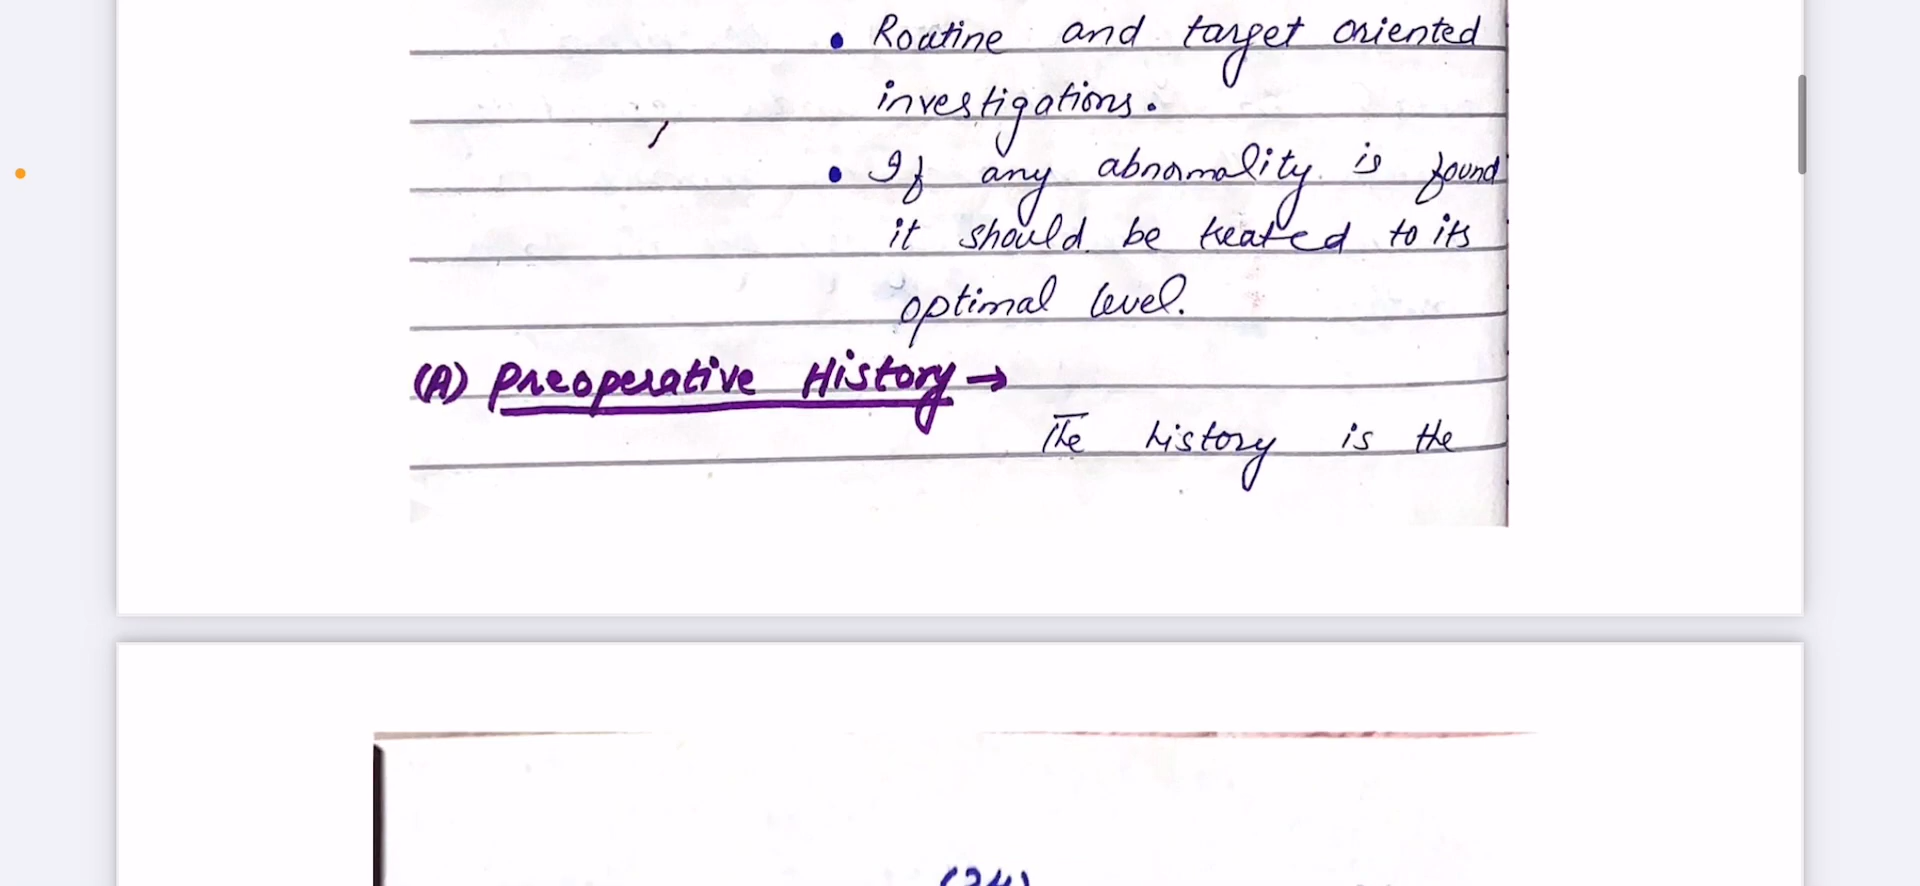 • Routine and target oriented
investigations.
• If any abnormality is found
it should be treated to its
optimal level.
(A) Preoperative History →
The history is the